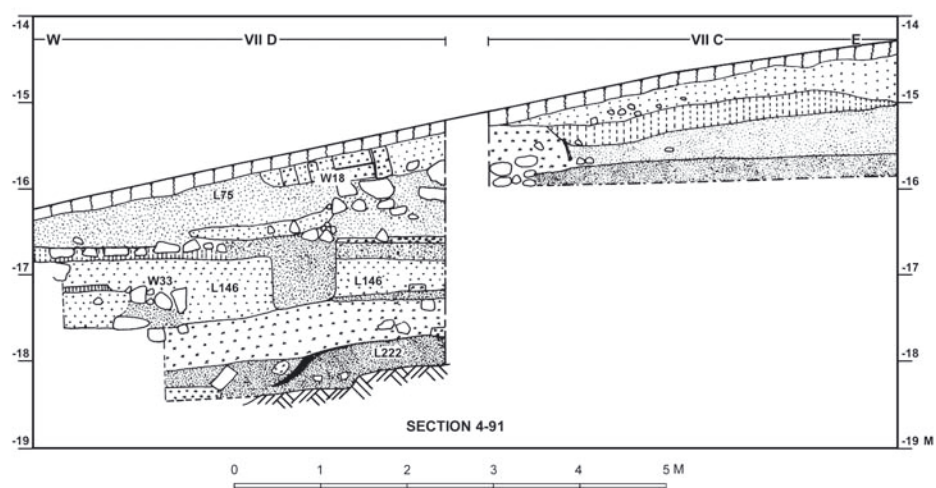 -14 -14
W VII D VII C E
-15 -15
W18
L75
-16 -16
-17 -17
W33 L146 L146
L222
-18 -18
SECTION 4-91
-19 -19 M
0 1 2 3 4 5 M